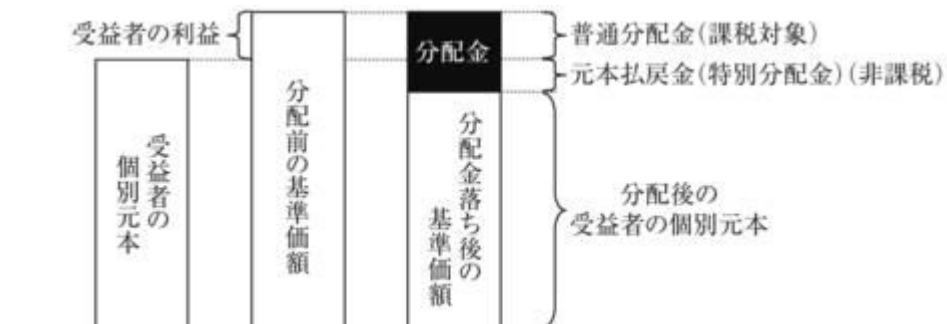 受益者の利益
分配金
普通分配金(課税対象)
元本払戻金(特別分配金)(非課税)
受益者の
個別元本
分配前の基準価額
分配金落ち後の
基準価額
分配後の
受益者の個別元本